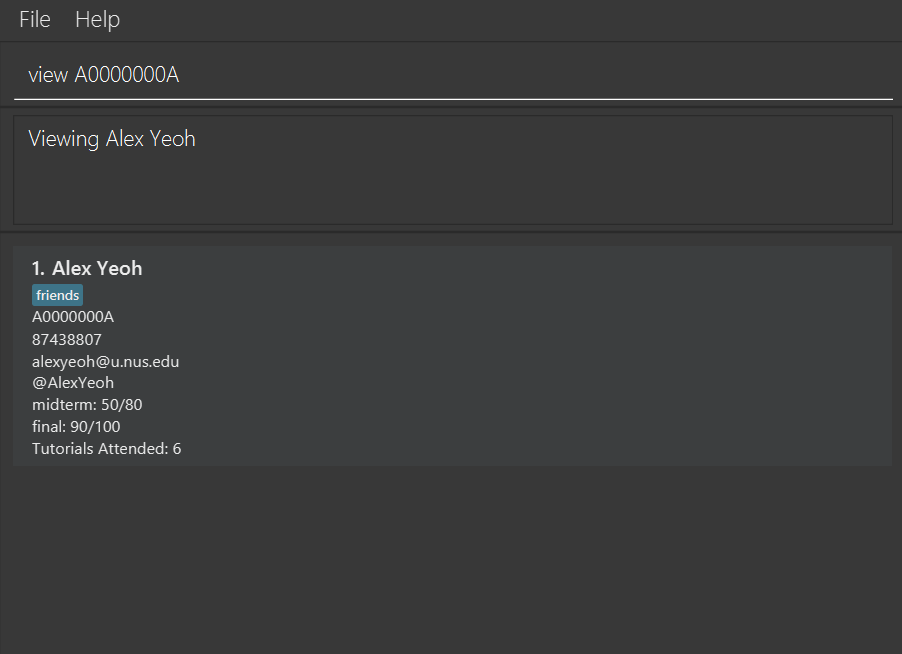 File Help
view A0000000A
Viewing Alex Yeoh
1. Alex Yeoh
friends
A0000000A
87438807
alexyeoh@u.nus.edu
@AlexYeoh
midterm: 50/80
final: 90/100
Tutorials Attended: 6